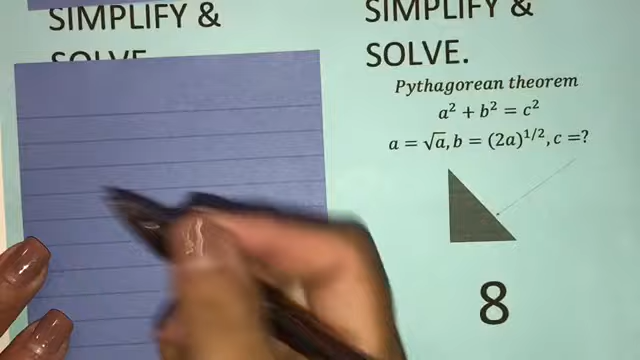 SIMPLIFY &
SIMPLIFY &
SOLVE.
Pythagorean theorem
a² + b² = c²
a = √a, b = (2a)^1/2, c =?
8